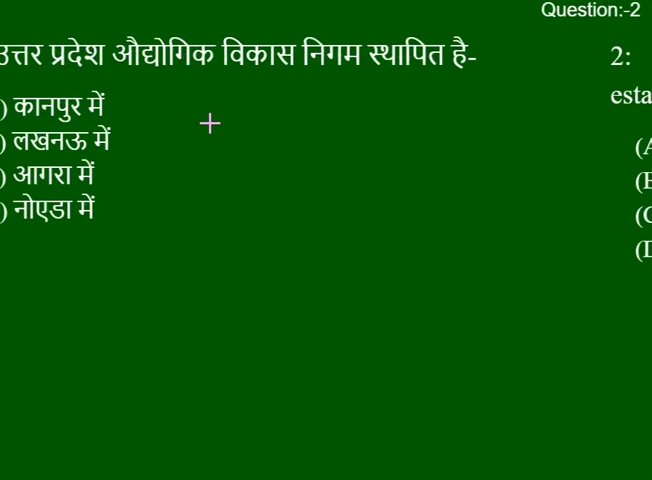 Question:-2
उत्तर प्रदेश औद्योगिक विकास निगम स्थापित है-
) कानपुर में
) लखनऊ में
) आगरा में
) नोएडा में
2:
esta
(A
(B
(C
(D